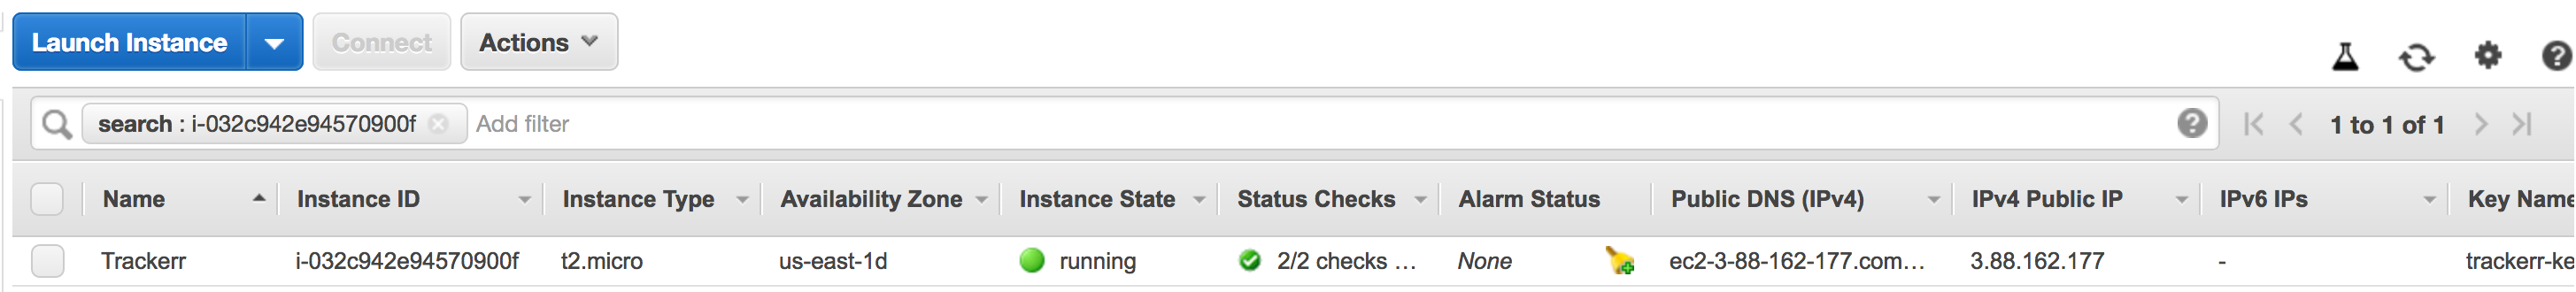 Launch Instance Connect Actions
search : i-032c942e94570900f Add filter 1 to 1 of 1
Name Instance ID Instance Type Availability Zone Instance State Status Checks Alarm Status Public DNS (IPv4) IPv4 Public IP IPv6 IPs Key Name
Trackerr i-032c942e94570900f t2.micro us-east-1d running 2/2 checks ... None ec2-3-88-162-177.com... 3.88.162.177 - trackerr-ke